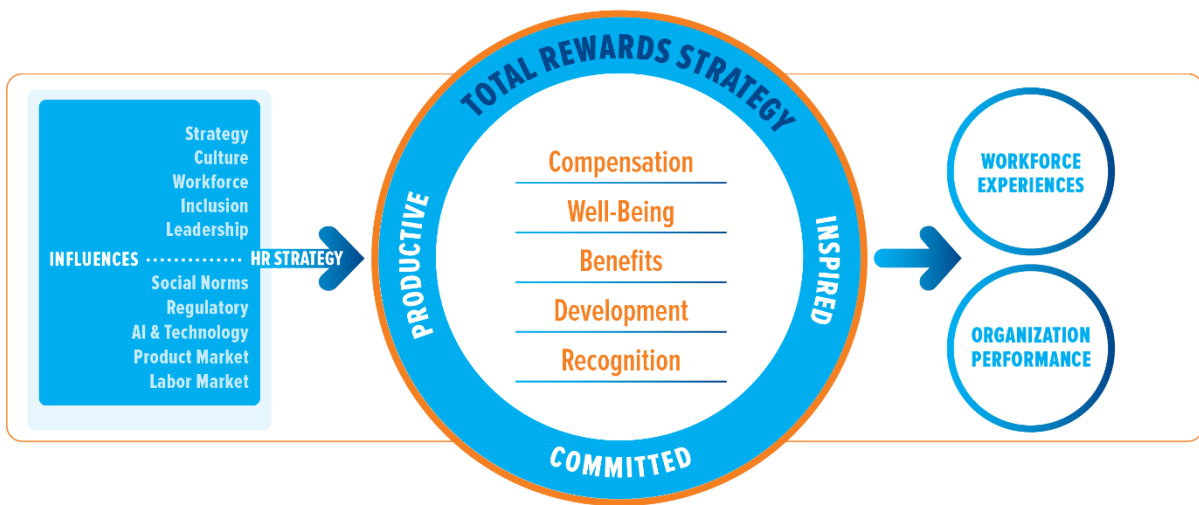 Strategy
Culture
Workforce
Inclusion
Leadership
INFLUENCES ............ HR STRATEGY
Social Norms
Regulatory
AI & Technology
Product Market
Labor Market
TOTAL REWARDS STRATEGY
PRODUCTIVE
Compensation
Well-Being
Benefits
Development
Recognition
INSPIRED
COMMITTED
WORKFORCE
EXPERIENCES
ORGANIZATION
PERFORMANCE